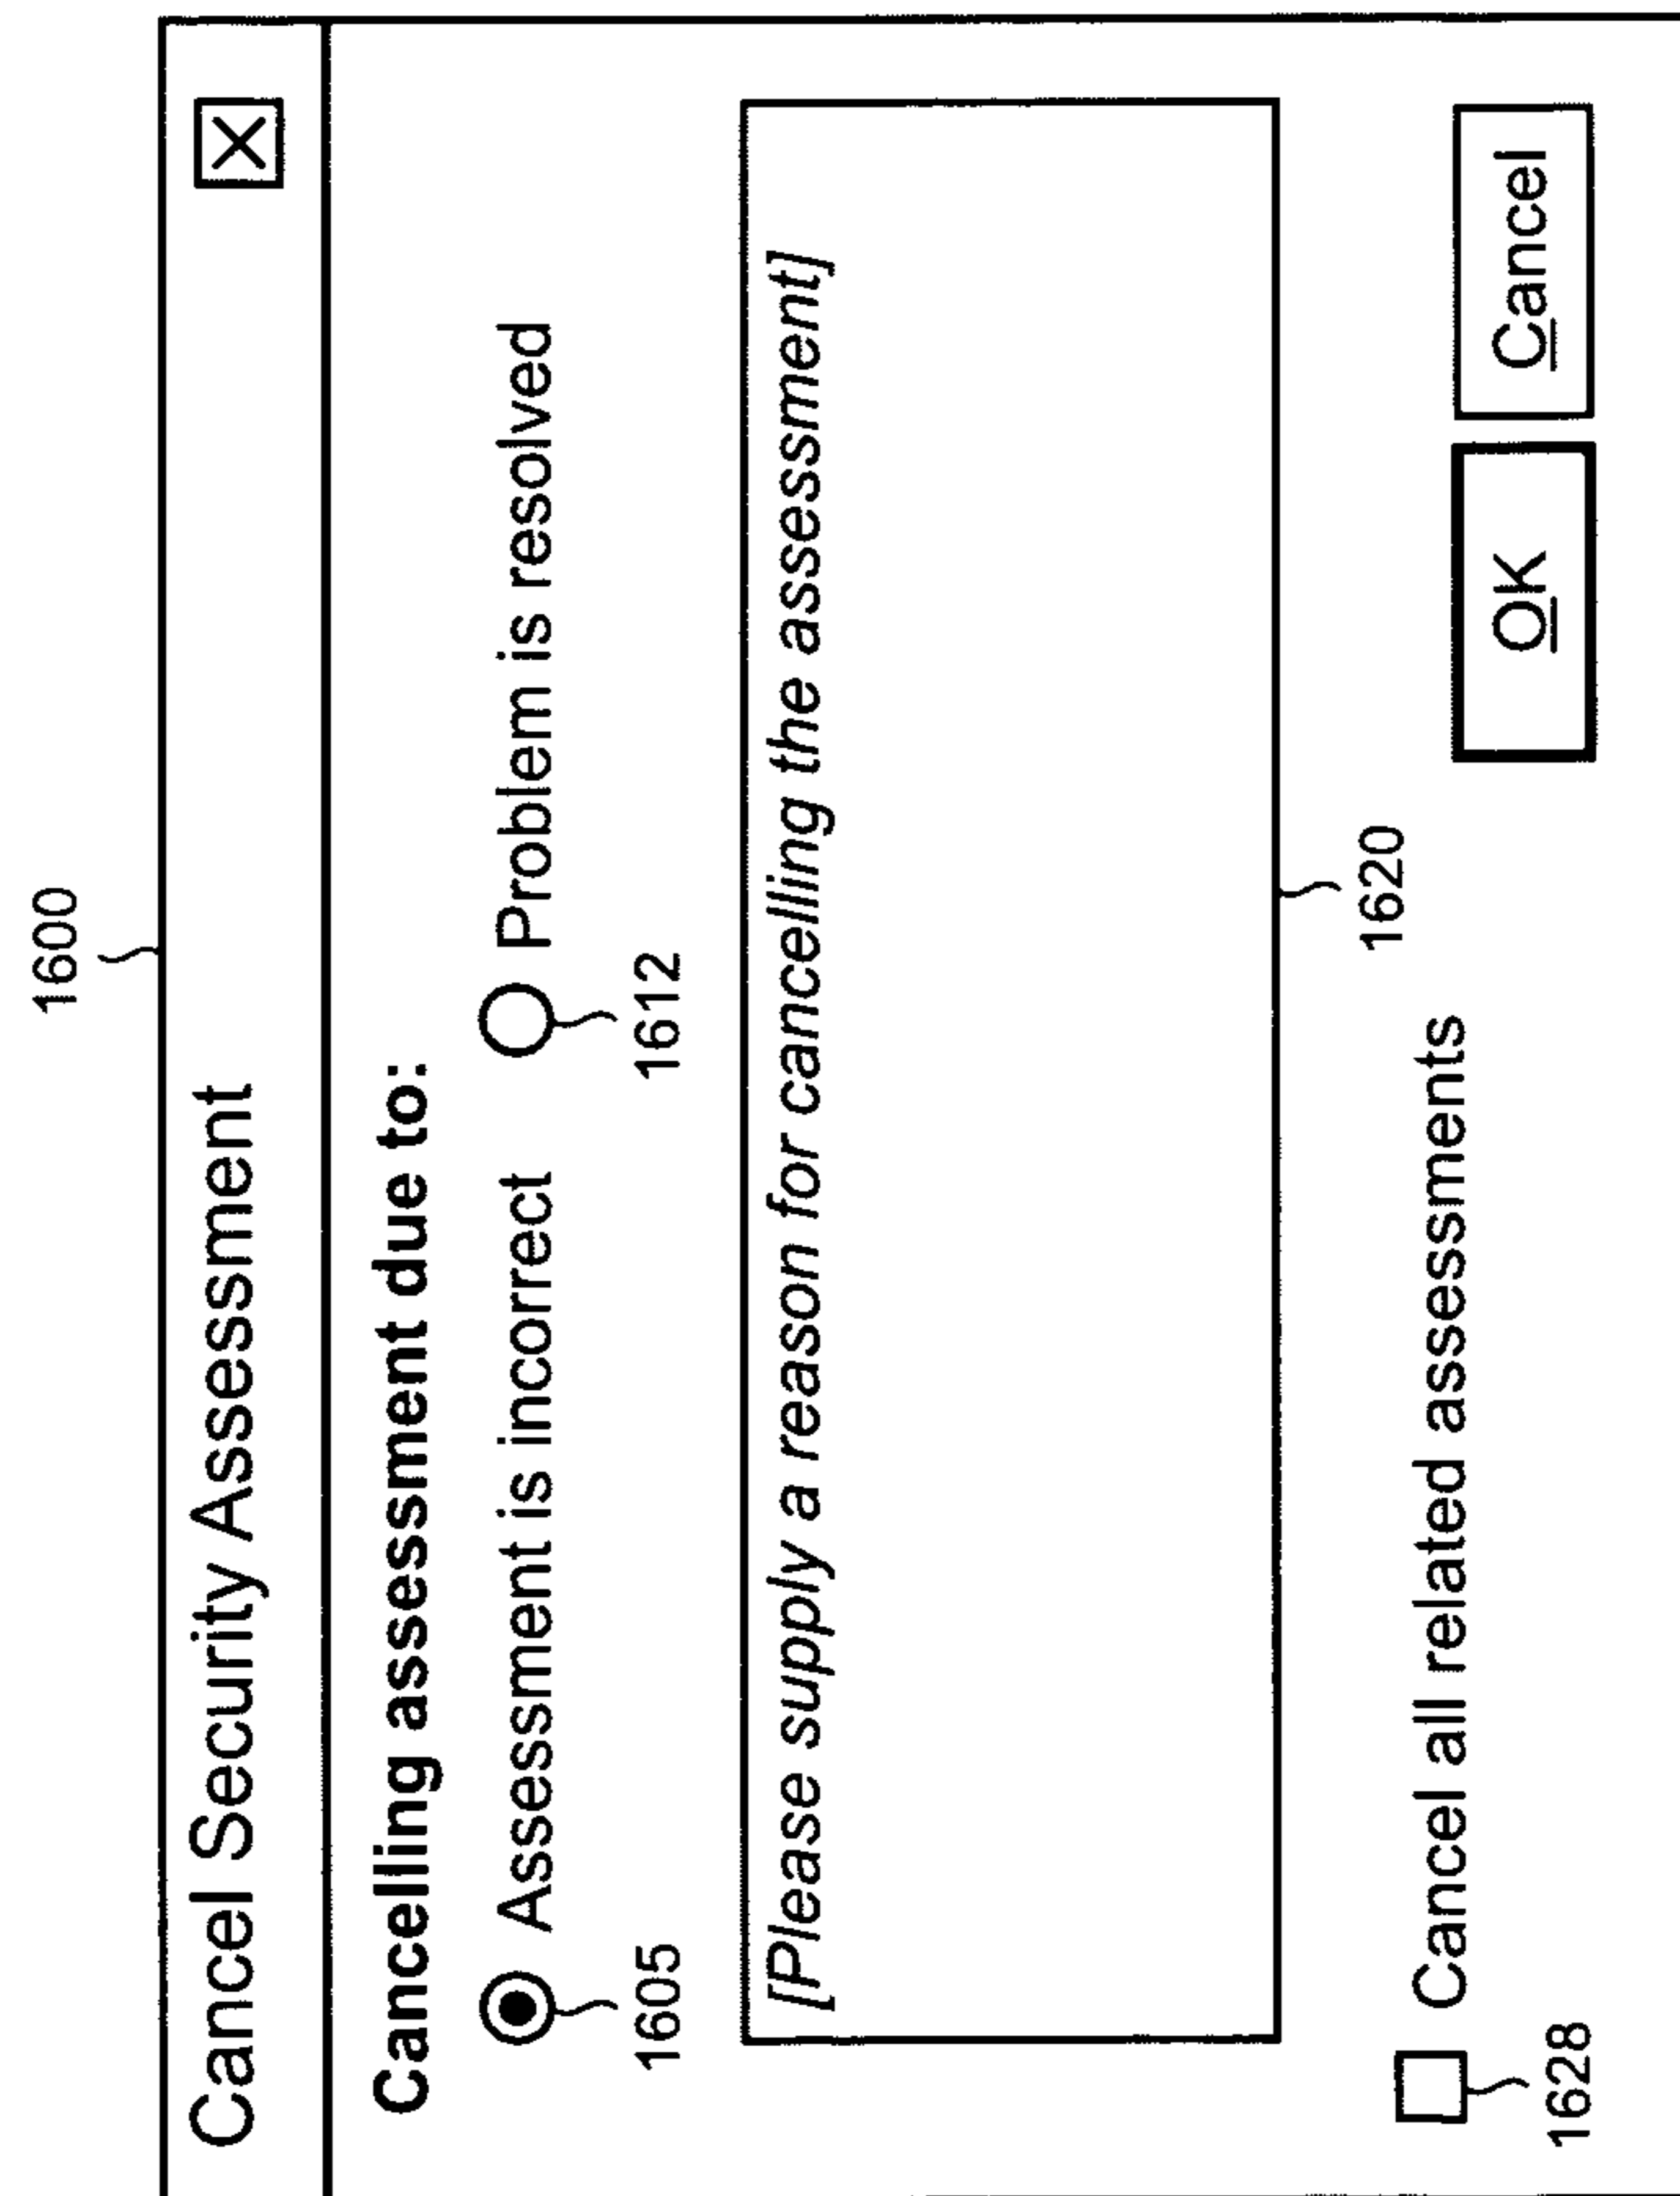 1600
Cancel Security Assessment
Cancelling assessment due to:
Assessment is incorrect
Problem is resolved
1605
1612
[Please supply a reason for cancelling the assessment]
1620
Cancel all related assessments
1628
OK
Cancel